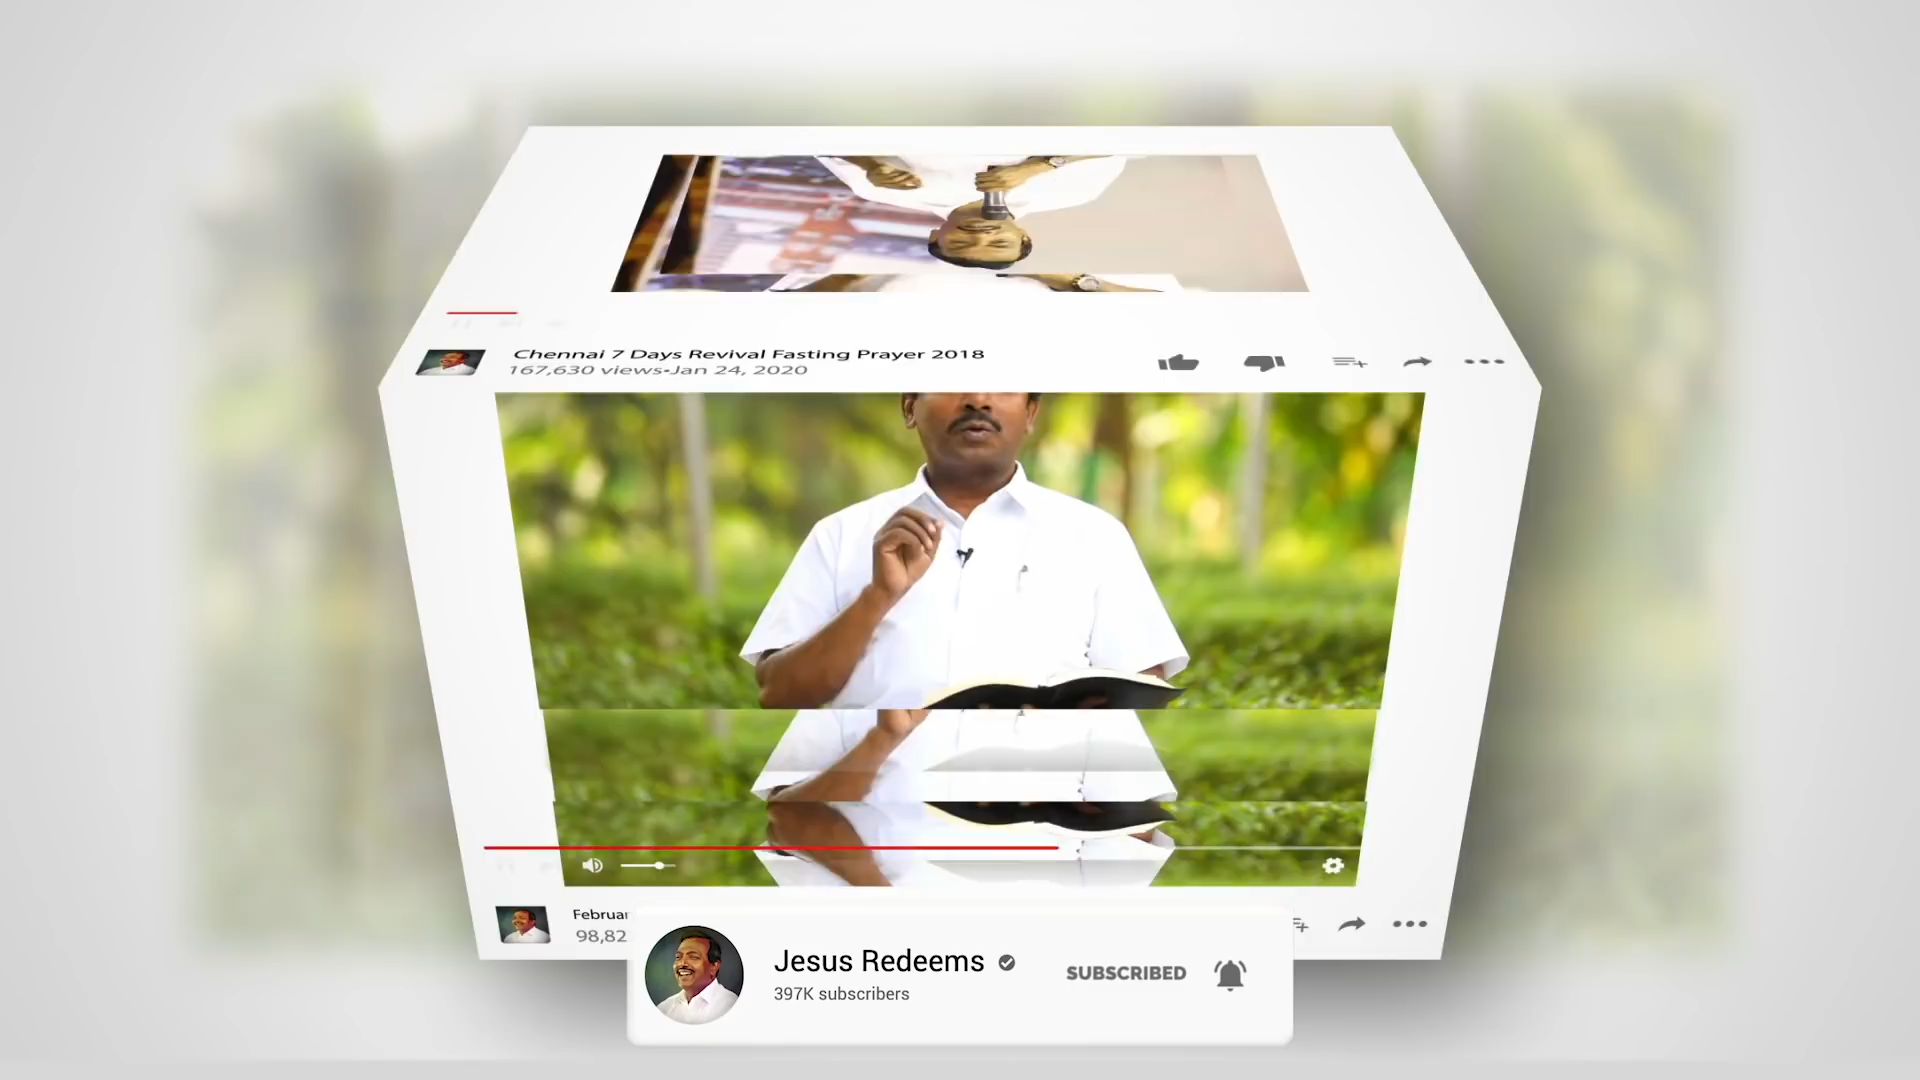 Chennai 7 Days Revival Fasting Prayer 2018
167,630 views•Jan 24, 2020
Februar
98,82
Jesus Redeems
397K subscribers
SUBSCRIBED